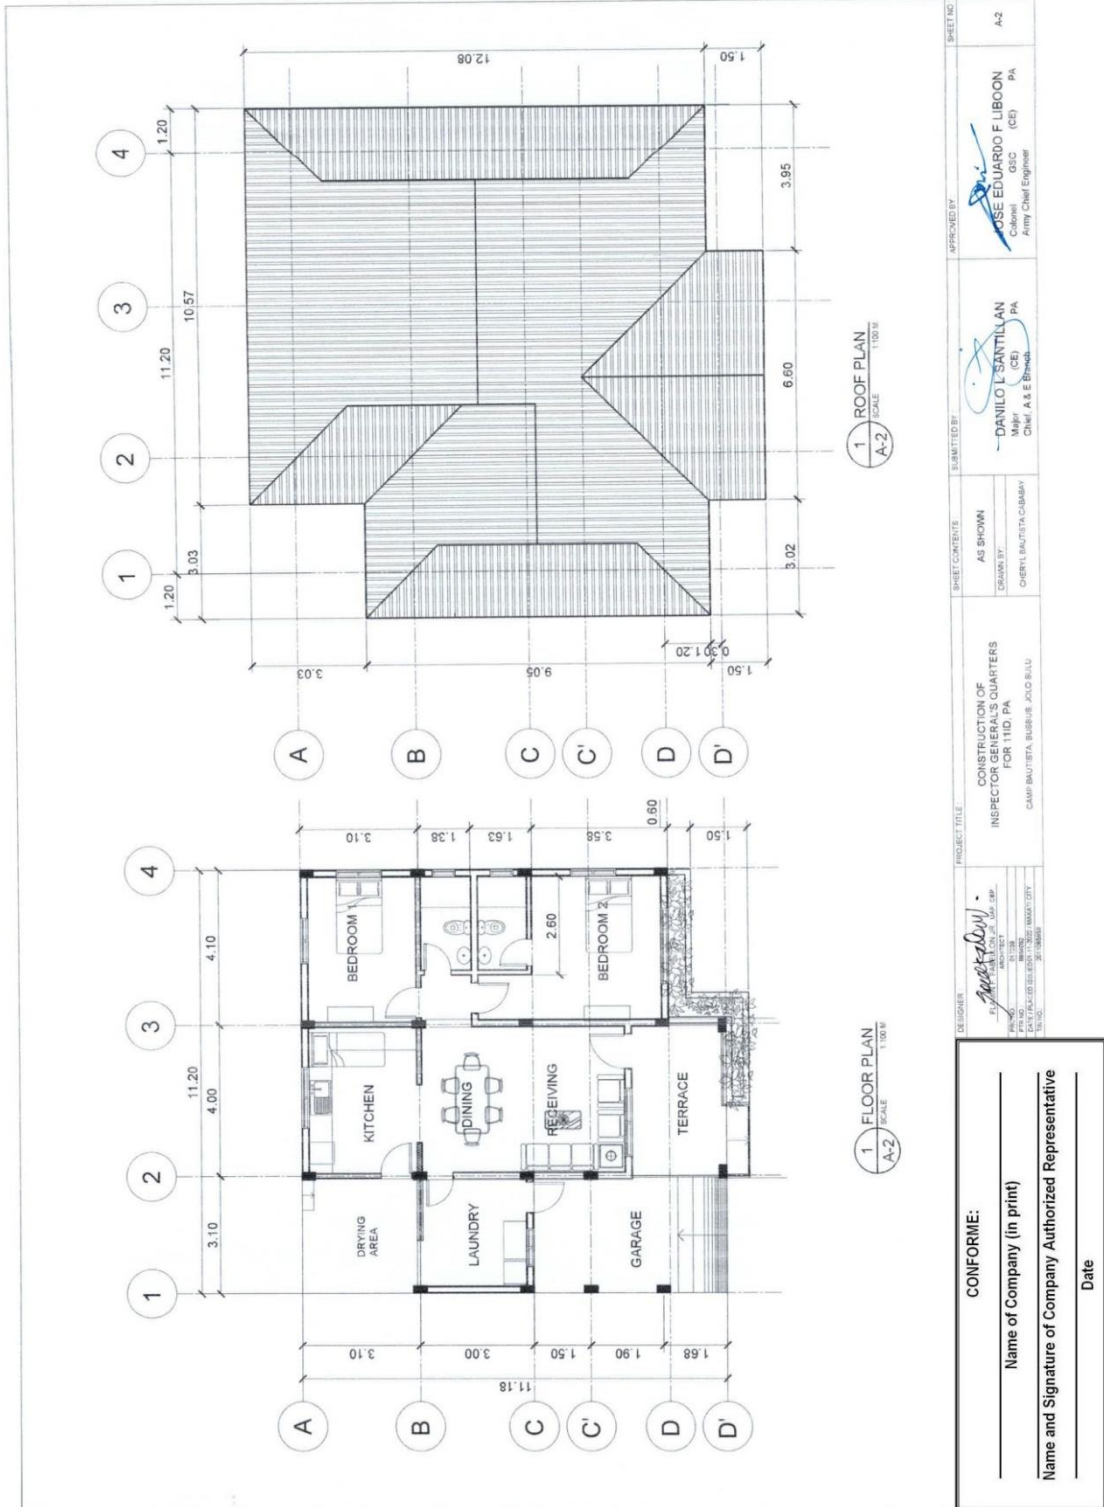 4
3
2
1
1.20
11.20
1.20
10.57
3.03
12.08
1.50
3.03
9.05
0.30
1.20
1.50
3.02
6.60
3.95
1
A-2
ROOF PLAN
SCALE
1:100 M
4
3
2
1
11.20
4.10
4.00
3.10
A
B
C
C'
D
D'
3.10
1.38
1.63
3.58
0.60
1.50
2.60
BEDROOM 1
BEDROOM 2
KITCHEN
DINING
RECEIVING
TERRACE
DRYING
AREA
LAUNDRY
GARAGE
3.10
3.00
1.50
1.90
1.68
11.18
A
B
C
C'
D
D'
1
A-2
FLOOR PLAN
SCALE
1:100 M
DESIGNER
ARCHITECT
PROJECT TITLE
CONSTRUCTION OF
INSPECTOR GENERAL'S QUARTERS
FOR 11ID, PA
CAMP BAUTISTA, BUSBUS, JOLO SULU
SHEET CONTENTS
AS SHOWN
DRAWN BY
CHERYL BAUTISTA CABABAY
SUBMITTED BY
DANILO L SANTILLAN
Major (CE) PA
Chief, A & E Branch
APPROVED BY
JOSE EDUARDO F LIBOON
Colonel GSC (CE) PA
Army Chief Engineer
SHEET NO
A-2
CONFORME:
Name of Company (in print)
Name and Signature of Company Authorized Representative
Date